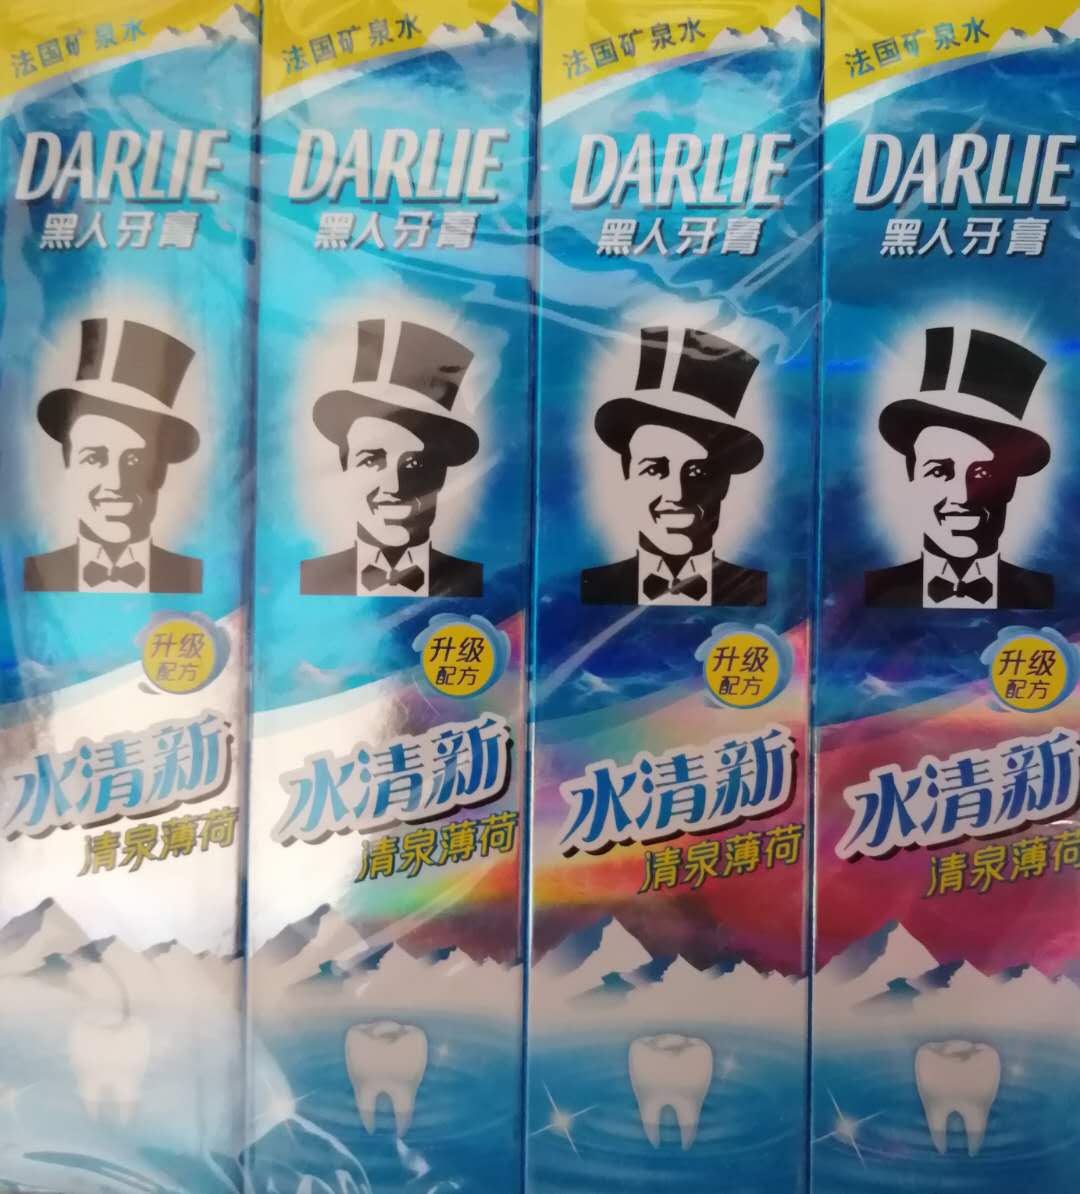 法国矿泉水
DARLIE
黑人牙膏
升级
配方
水清新
清泉薄荷
法国矿泉水
DARLIE
黑人牙膏
升级
配方
水清新
清泉薄荷
法国矿泉水
DARLIE
黑人牙膏
升级
配方
水清新
清泉薄荷
法国矿泉水
DARLIE
黑人牙膏
升级
配方
水清新
清泉薄荷